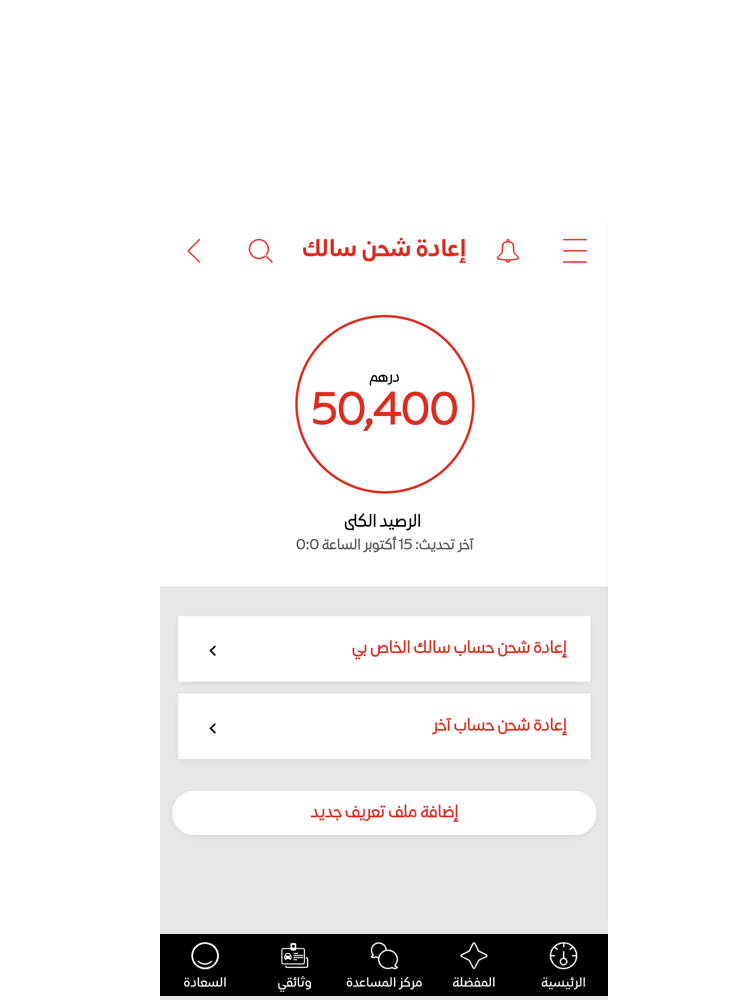 إعادة شحن سالك
درهم
50,400
الرصيد الكلي
آخر تحديث: 15 أكتوبر الساعة 0:0
إعادة شحن حساب سالك الخاص بي
إعادة شحن حساب آخر
إضافة ملف تعريف جديد
الرئيسية
المفضلة
مركز المساعدة
وثائقي
السعادة